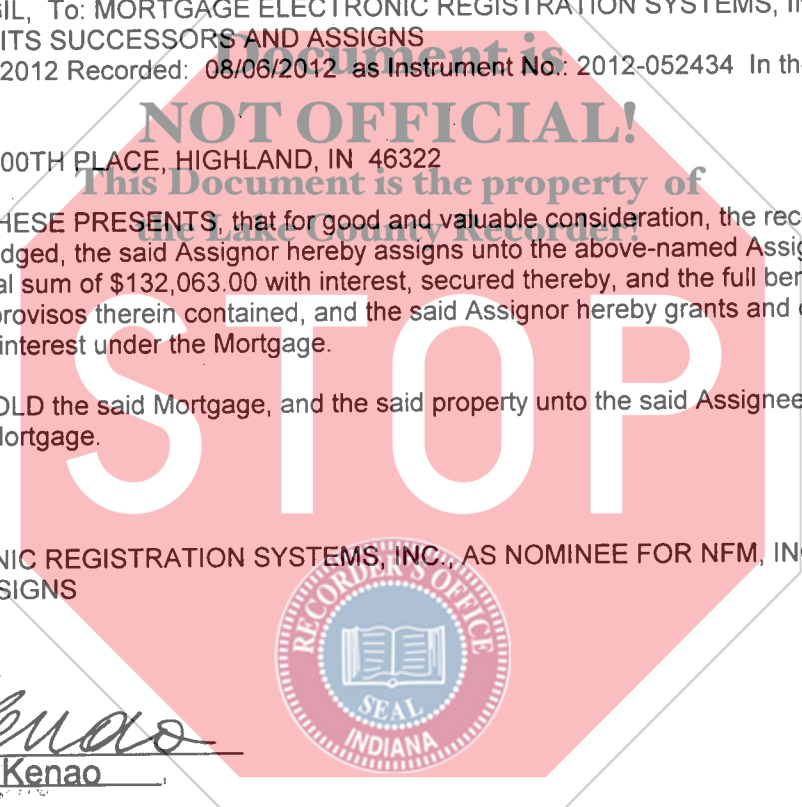 IL, To: MORTGAGE ELECTRONIC REGISTRATION SYSTEMS, IN
ITS SUCCESSORS AND ASSIGNS
Document is
2012 Recorded: 08/06/2012 as Instrument No.: 2012-052434 In th
NOT OFFICIAL!
00TH PLACE, HIGHLAND, IN 46322
This Document is the property of
HESE PRESENTS, that for good and valuable consideration, the rec
the Lake County Recorder!
dged, the said Assignor hereby assigns unto the above-named Assig
al sum of $132,063.00 with interest, secured thereby, and the full ber
provisos therein contained, and the said Assignor hereby grants and
interest under the Mortgage.
STOP
OLD the said Mortgage, and the said property unto the said Assignee
Mortgage.
NIC REGISTRATION SYSTEMS, INC., AS NOMINEE FOR NFM, INC
SIGNS
RECORDER'S OFFICE
SEAL
INDIANA
Kenao
Kenao,